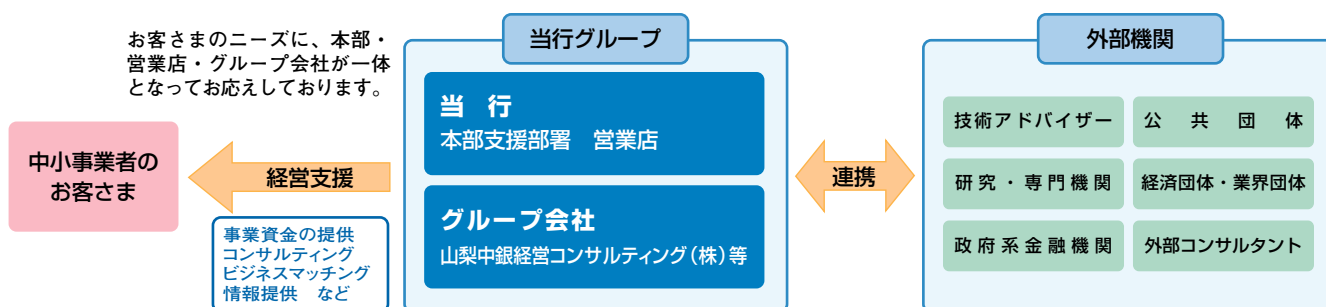 お客さまのニーズに、本部・
営業店・グループ会社が一体
となってお応えしております。
中小事業者の
お客さま
経営支援
事業資金の提供
コンサルティング
ビジネスマッチング
情報提供　など
当行グループ
当　行
本部支援部署　営業店
グループ会社
山梨中銀経営コンサルティング（株）等
連携
外部機関
技術アドバイザー
公共団体
研究・専門機関
経済団体・業界団体
政府系金融機関
外部コンサルタント